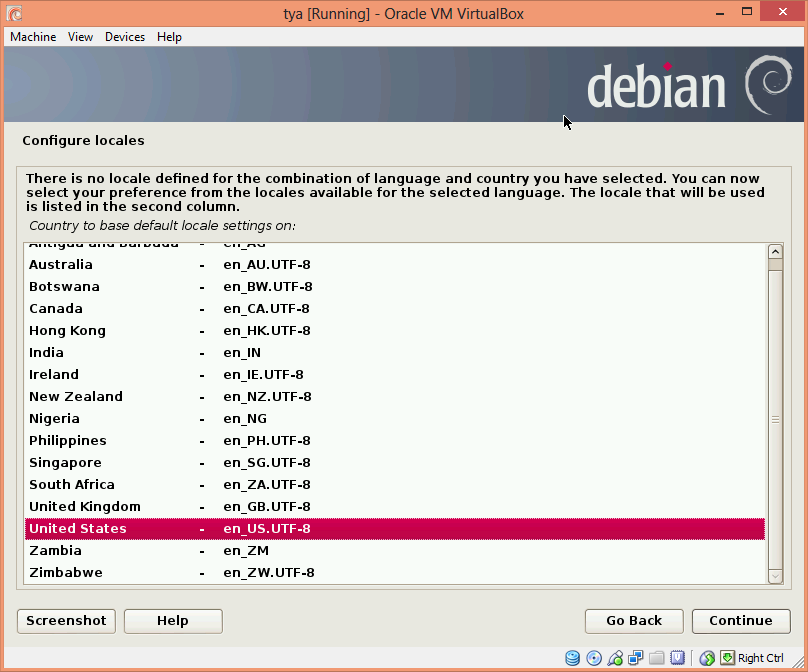 tya [Running] - Oracle VM VirtualBox
Machine View Devices Help
debian
Configure locales
There is no locale defined for the combination of language and country you have selected. You can now
select your preference from the locales available for the selected language. The locale that will be used
is listed in the second column.
Country to base default locale settings on:
Antigua and Barbuda - en_AG
Australia - en_AU.UTF-8
Botswana - en_BW.UTF-8
Canada - en_CA.UTF-8
Hong Kong - en_HK.UTF-8
India - en_IN
Ireland - en_IE.UTF-8
New Zealand - en_NZ.UTF-8
Nigeria - en_NG
Philippines - en_PH.UTF-8
Singapore - en_SG.UTF-8
South Africa - en_ZA.UTF-8
United Kingdom - en_GB.UTF-8
United States - en_US.UTF-8
Zambia - en_ZM
Zimbabwe - en_ZW.UTF-8
Screenshot Help Go Back Continue
Right Ctrl